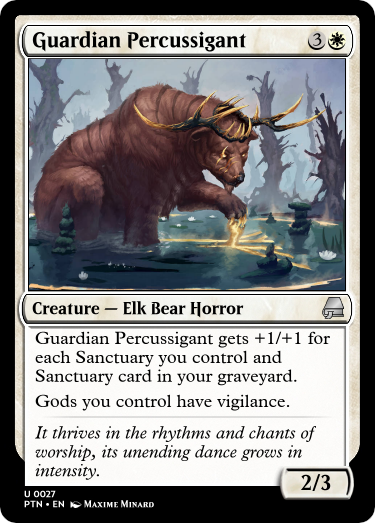 Guardian Percussigant 3
Creature — Elk Bear Horror
Guardian Percussigant gets +1/+1 for
each Sanctuary you control and
Sanctuary card in your graveyard.
Gods you control have vigilance.
It thrives in the rhythms and chants of
worship, its unending dance grows in
intensity.
2/3
U 0027
PTN • EN Maxime Minard